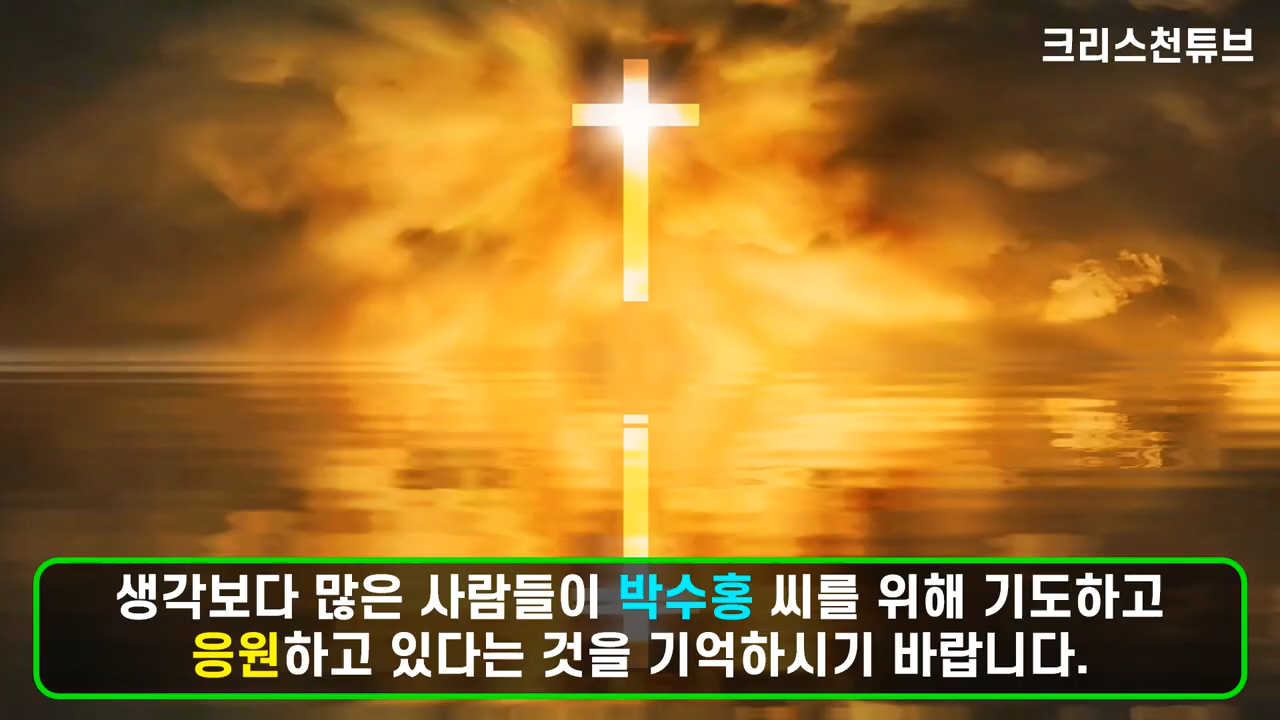 크리스천튜브
생각보다 많은 사람들이 박수홍 씨를 위해 기도하고
응원하고 있다는 것을 기억하시기 바랍니다.